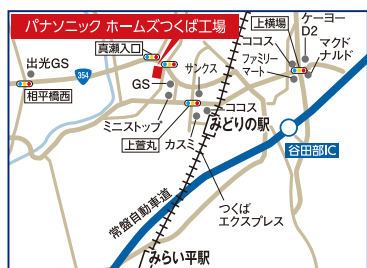 パナソニック ホームズつくば工場
上横場
ケーヨー
D2
真瀬入口
ココス
マクド
ナルド
ファミリー
マート
出光GS
354
サンクス
相平橋西
GS
ココス
ミニストップ
みどりの駅
上萱丸
カスミ
谷田部IC
常盤自動車道
つくば
エクスプレス
みらい平駅